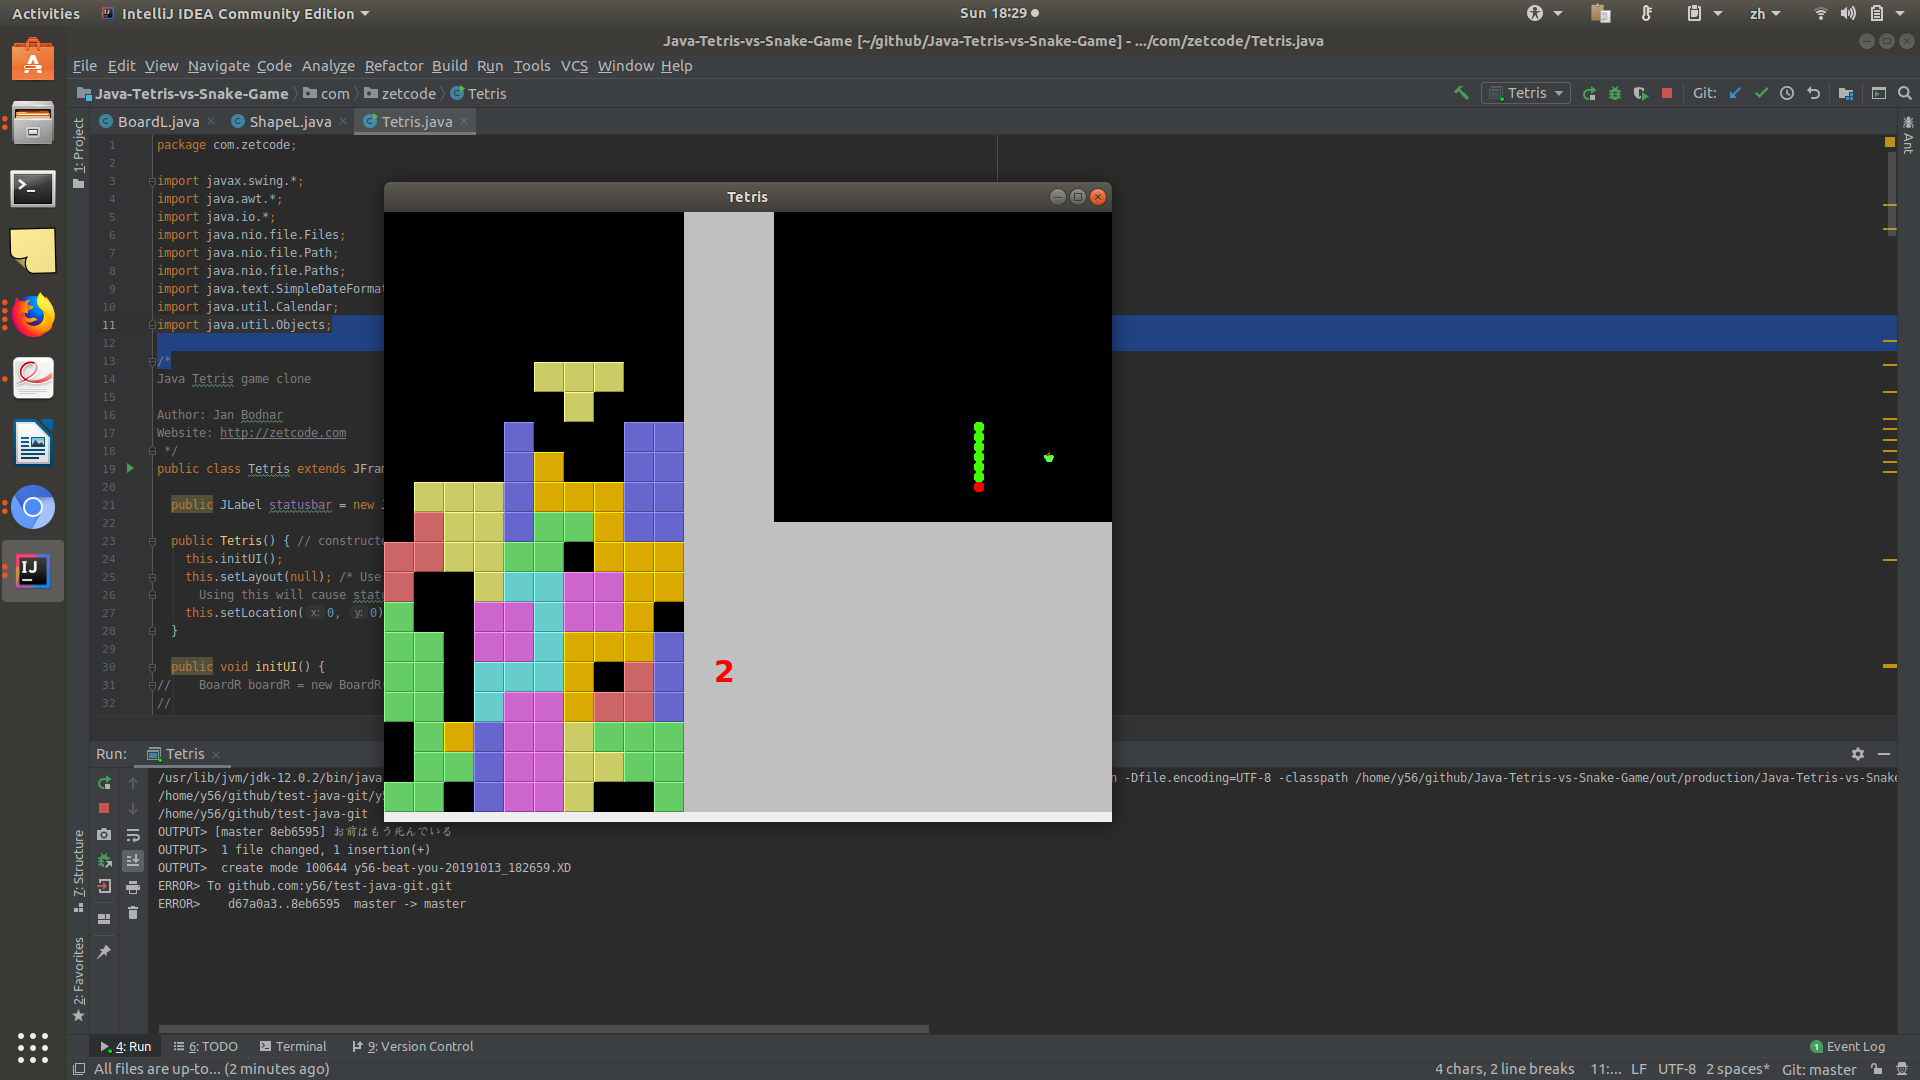 Activities IntelliJ IDEA Community Edition Sun 18:29 zh
Java-Tetris-vs-Snake-Game [~/github/Java-Tetris-vs-Snake-Game] - .../com/zetcode/Tetris.java
File Edit View Navigate Code Analyze Refactor Build Run Tools VCS Window Help
Java-Tetris-vs-Snake-Game com zetcode Tetris Tetris Git:
BoardL.java ShapeL.java Tetris.java
1: Project
Ant
1 package com.zetcode;
2
3 import javax.swing.*;
4 import java.awt.*;
5 import java.io.*;
6 import java.nio.file.Files;
7 import java.nio.file.Path;
8 import java.nio.file.Paths;
9 import java.text.SimpleDateFormat
10 import java.util.Calendar;
11 import java.util.Objects;
12
13 /*
14 Java Tetris game clone
15
16 Author: Jan Bodnar
17 Website: http://zetcode.com
18 */
19 public class Tetris extends JFra
20
21 public JLabel statusbar = new J
22
23 public Tetris() { // constructo
24 this.initUI();
25 this.setLayout(null); /* Use
26 Using this will cause statu
27 this.setLocation( x: 0, y: 0)
28 }
29
30 public void initUI() {
31 // BoardR boardR = new BoardR
32 //
Tetris
2
Run: Tetris
/usr/lib/jvm/jdk-12.0.2/bin/java n -Dfile.encoding=UTF-8 -classpath /home/y56/github/Java-Tetris-vs-Snake-Game/out/production/Java-Tetris-vs-Snake
/home/y56/github/test-java-git/y5
/home/y56/github/test-java-git
OUTPUT> [master 8eb6595] お前はもう死んでいる
OUTPUT> 1 file changed, 1 insertion(+)
OUTPUT> create mode 100644 y56-beat-you-20191013_182659.XD
ERROR> To github.com:y56/test-java-git.git
ERROR> d67a0a3..8eb6595 master -> master
7: Structure
2: Favorites
4: Run 6: TODO Terminal 9: Version Control 1 Event Log
All files are up-to... (2 minutes ago) 4 chars, 2 line breaks 11:... LF UTF-8 2 spaces* Git: master